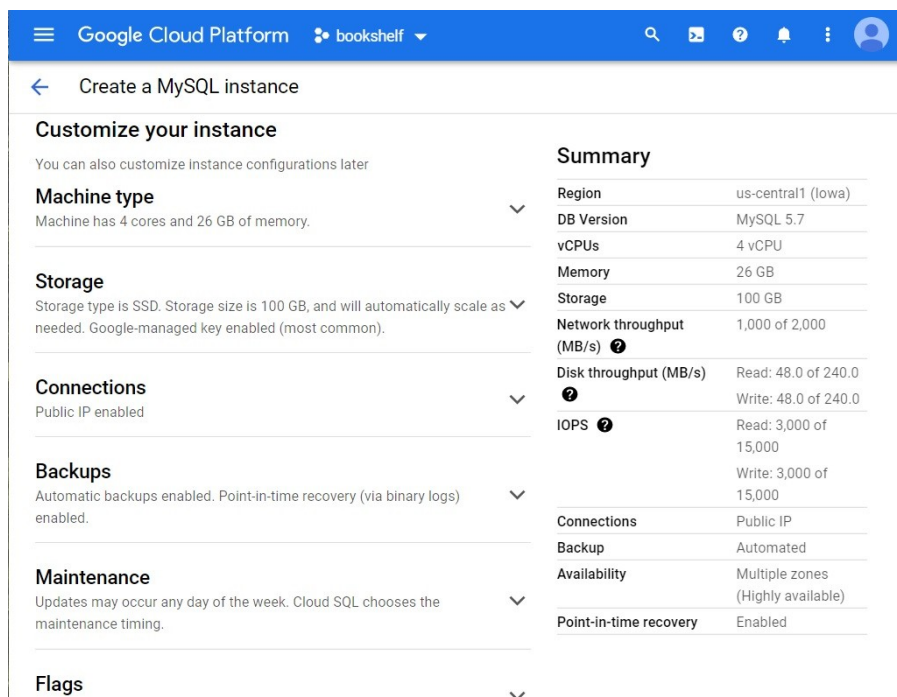 Google Cloud Platform bookshelf
Create a MySQL instance
Customize your instance
You can also customize instance configurations later
Machine type
Machine has 4 cores and 26 GB of memory.
Storage
Storage type is SSD. Storage size is 100 GB, and will automatically scale as
needed. Google-managed key enabled (most common).
Connections
Public IP enabled
Backups
Automatic backups enabled. Point-in-time recovery (via binary logs)
enabled.
Maintenance
Updates may occur any day of the week. Cloud SQL chooses the
maintenance timing.
Flags
Summary
Region us-central1 (Iowa)
DB Version MySQL 5.7
vCPUs 4 vCPU
Memory 26 GB
Storage 100 GB
Network throughput 1,000 of 2,000
(MB/s)
Disk throughput (MB/s) Read: 48.0 of 240.0
Write: 48.0 of 240.0
IOPS Read: 3,000 of
15,000
Write: 3,000 of
15,000
Connections Public IP
Backup Automated
Availability Multiple zones
(Highly available)
Point-in-time recovery Enabled